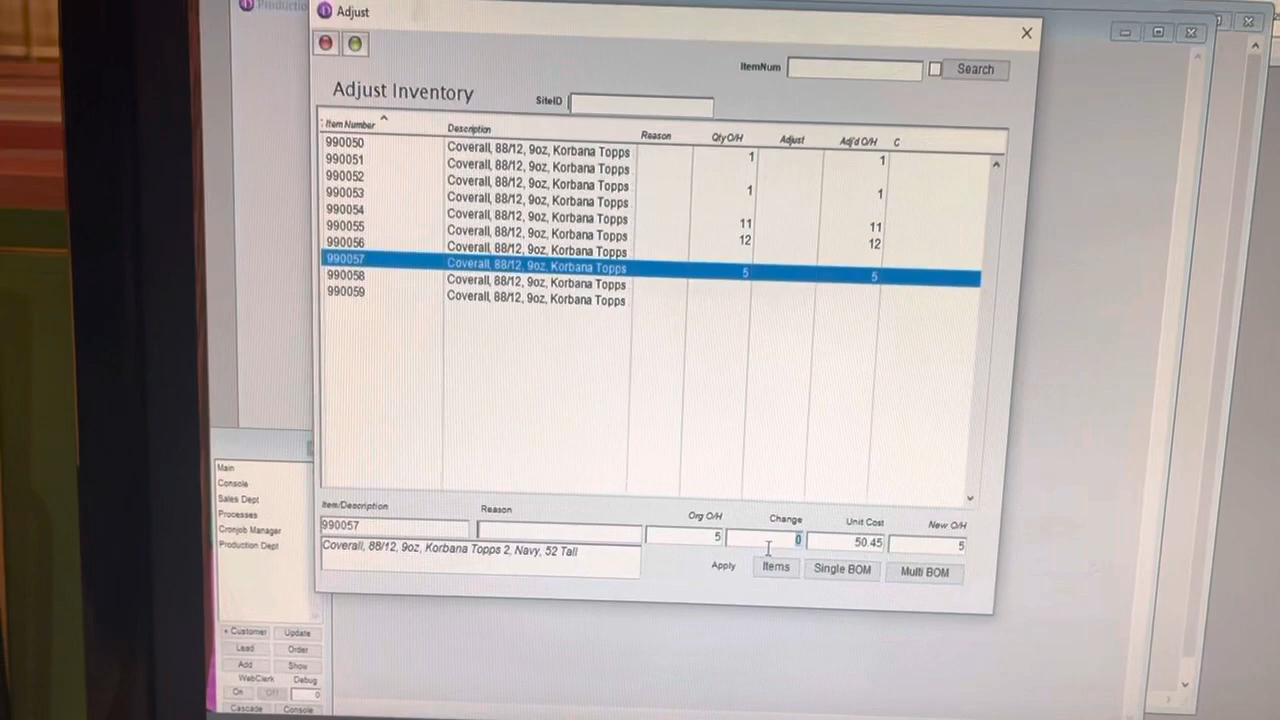 Productio
Adjust
ItemNum
Search
Adjust Inventory
SiteID
Item Number Description Reason Qty O/H Adjust Adj'd O/H C
990050 Coverall, 88/12, 9oz, Korbana Topps 1 1
990051 Coverall, 88/12, 9oz, Korbana Topps
990052 Coverall, 88/12, 9oz, Korbana Topps 1 1
990053 Coverall, 88/12, 9oz, Korbana Topps
990054 Coverall, 88/12, 9oz, Korbana Topps 11 11
990055 Coverall, 88/12, 9oz, Korbana Topps 12 12
990056 Coverall, 88/12, 9oz, Korbana Topps
990057 Coverall, 88/12, 9oz, Korbana Topps 5 5
990058 Coverall, 88/12, 9oz, Korbana Topps
990059 Coverall, 88/12, 9oz, Korbana Topps
Item/Description Reason Org O/H Change Unit Cost New O/H
990057 5 0 50.45 5
Coverall, 88/12, 9oz, Korbana Topps 2, Navy, 52 Tall
Apply Items Single BOM Multi BOM
Main
Console
Sales Dept
Processes
Cronjob Manager
Production Dept
+ Customer Update
Lead Order
Add Show
WebClerk Debug
On Off 0
Cascade Console